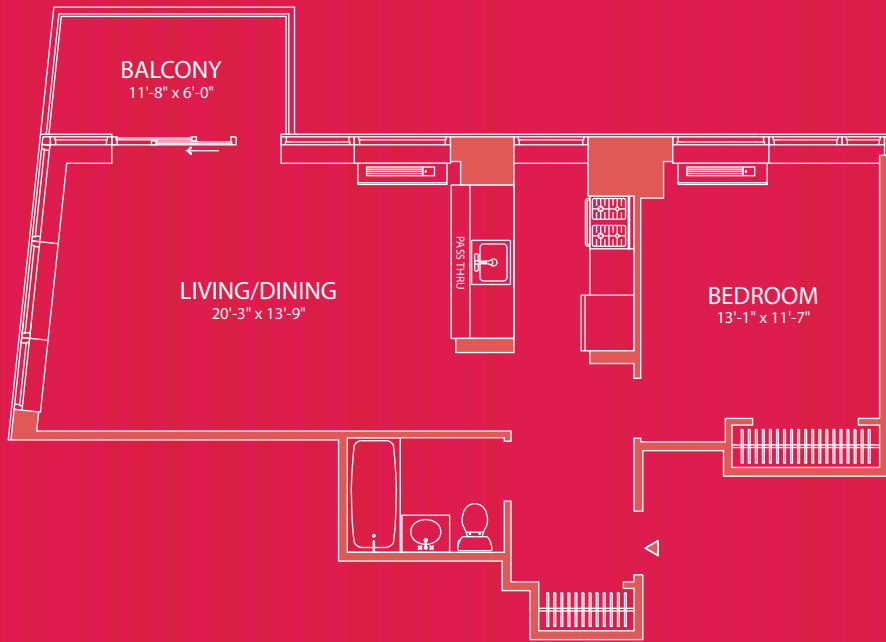 BALCONY
11'-8" x 6'-0"
PASS THRU
LIVING/DINING
20'-3" x 13'-9"
BEDROOM
13'-1" x 11'-7"